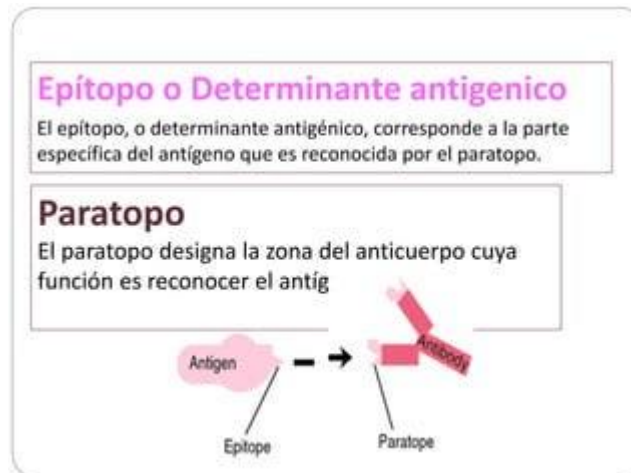 Epítopo o Determinante antigenico
El epítopo, o determinante antigénico, corresponde a la parte
específica del antígeno que es reconocida por el paratopo.
Paratopo
El paratopo designa la zona del anticuerpo cuya
función es reconocer el antíg
Antigen
Antibody
Epitope
Paratope